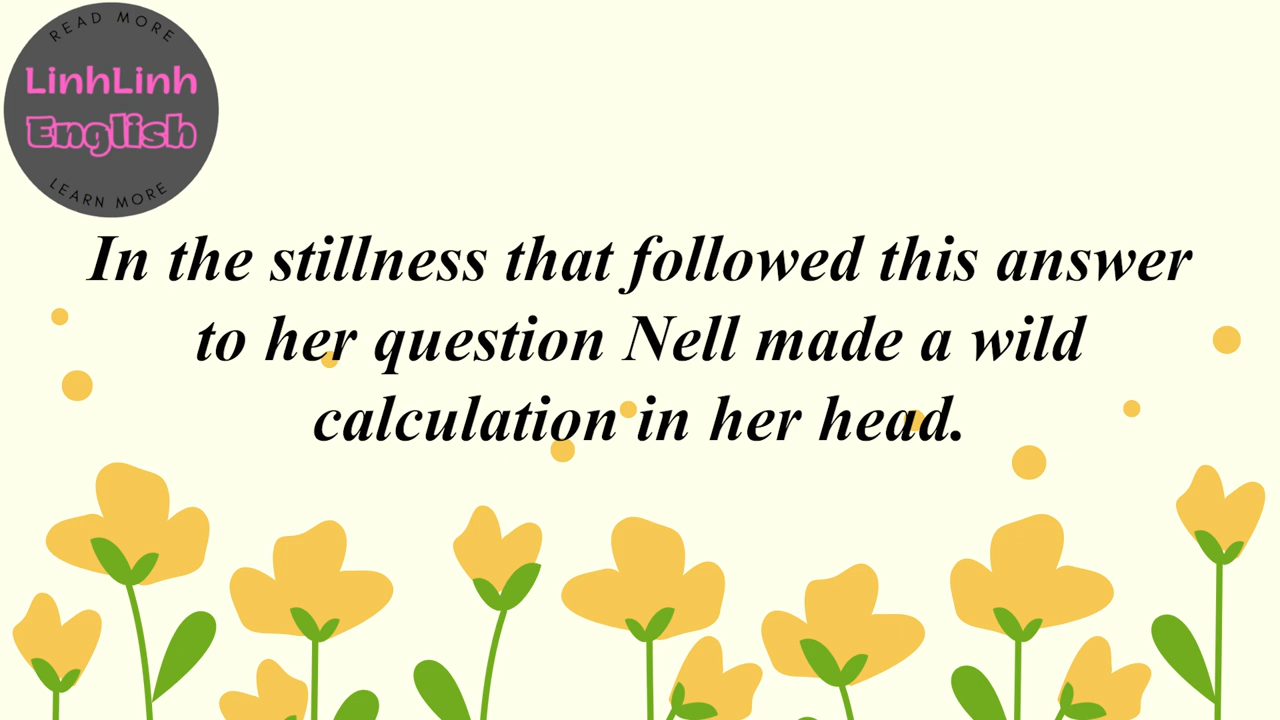 READ MORE
LinhLinh
English
LEARN MORE
In the stillness that followed this answer
to her question Nell made a wild
calculation in her head.